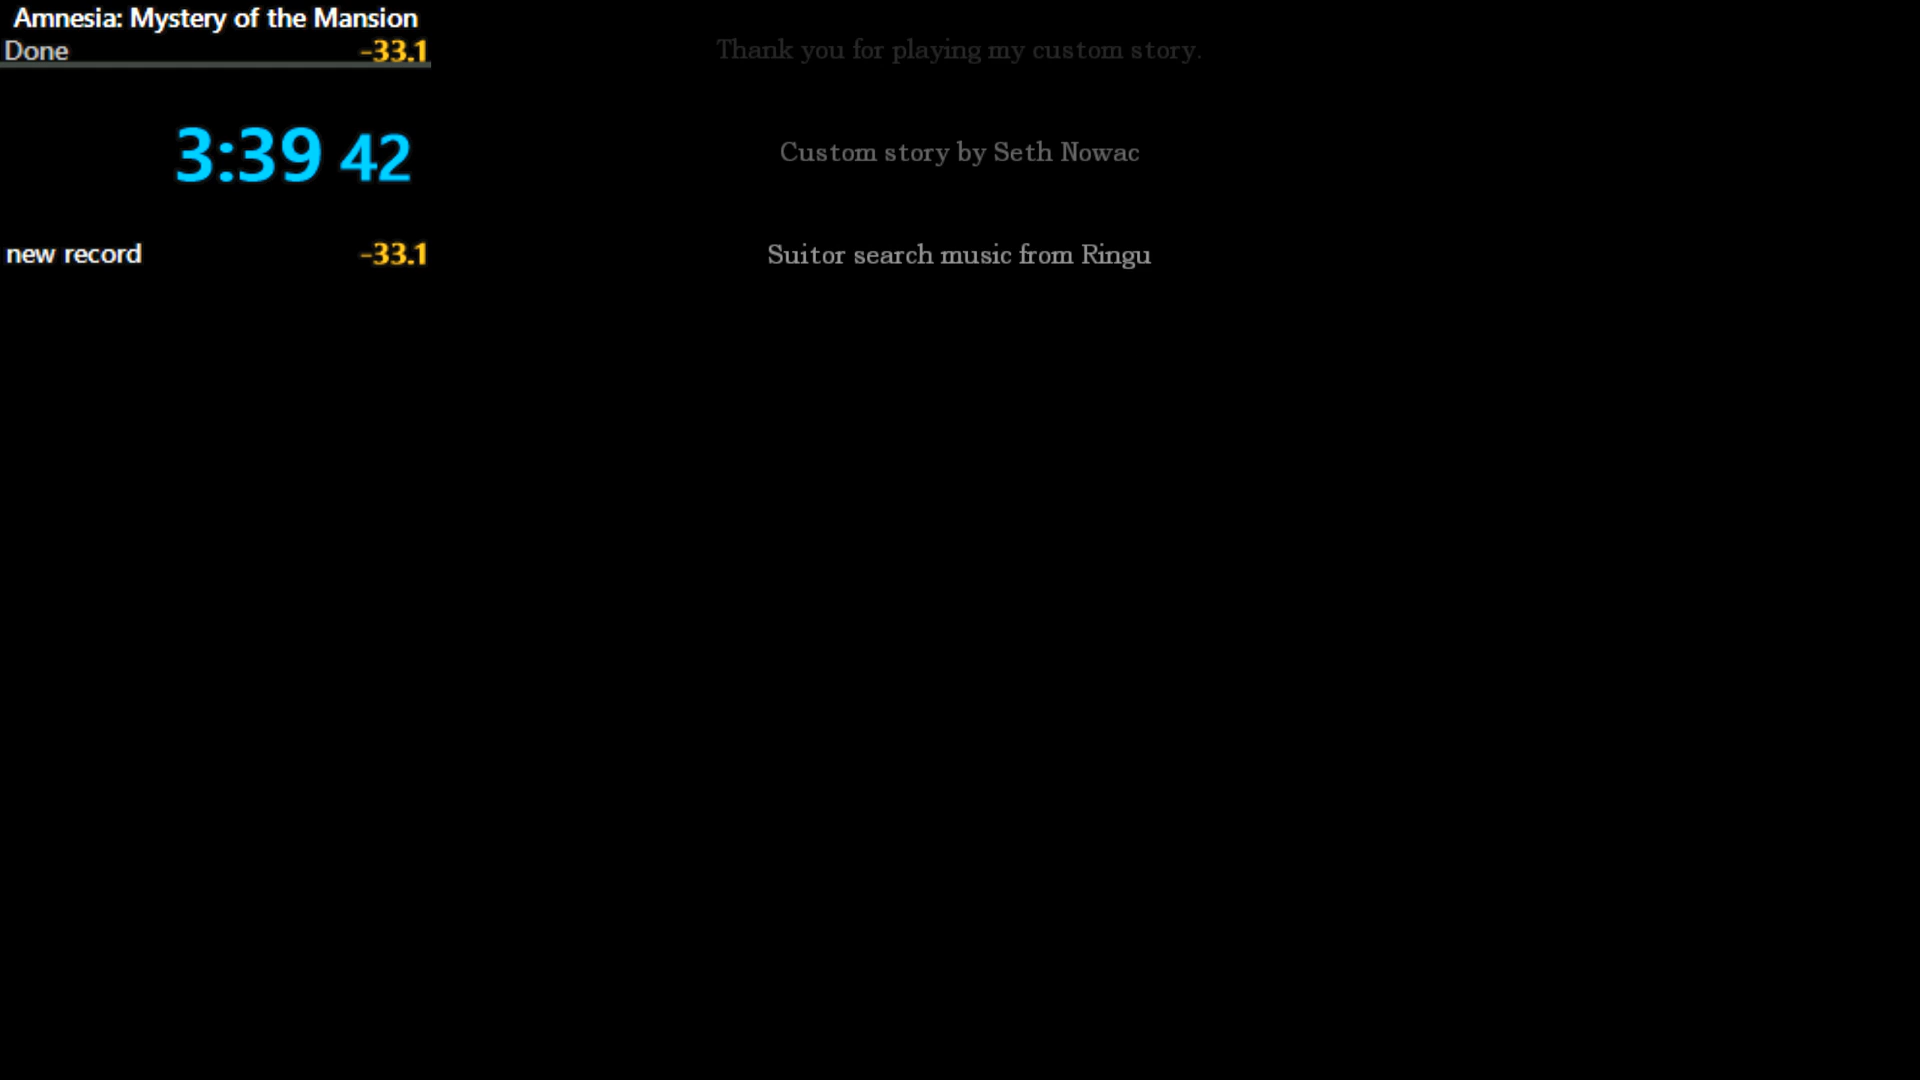 Amnesia: Mystery of the Mansion
Done -33.1
3:39 42
new record -33.1
Thank you for playing my custom story.
Custom story by Seth Nowac
Suitor search music from Ringu